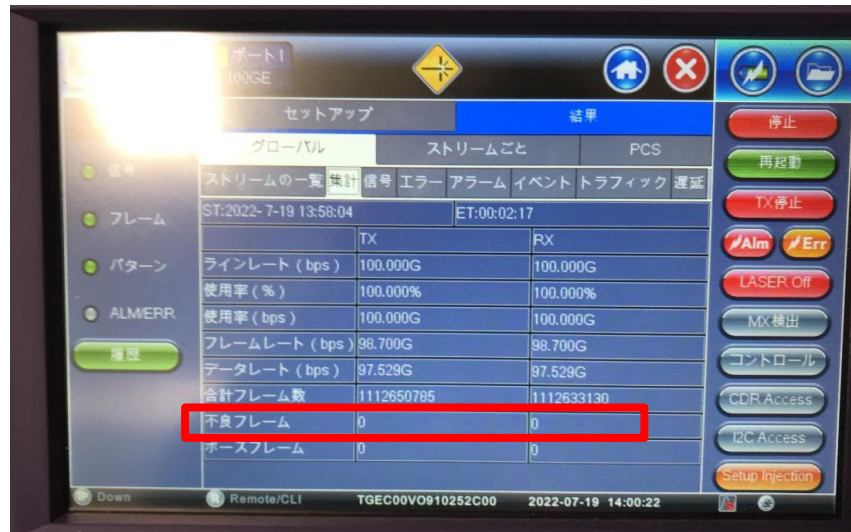 ポート1
100GE
セットアップ 結果
グローバル ストリームごと PCS
ストリームの一覧 集計 信号 エラー アラーム イベント トラフィック 遅延
ST:2022- 7-19 13:58:04 ET:00:02:17
TX RX
ラインレート ( bps ) 100.000G 100.000G
使用率 ( % ) 100.000% 100.000%
使用率 ( bps ) 100.000G 100.000G
フレームレート ( bps ) 98.700G 98.700G
データレート ( bps ) 97.529G 97.529G
合計フレーム数 1112650785 1112633130
不良フレーム 0 0
ポーズフレーム 0 0
信号
フレーム
パターン
ALM/ERR
履歴
停止
再起動
TX停止
Alm Err
LASER Off
MX検出
コントロール
CDR Access
I2C Access
Setup Injection
P Down R Remote/CLI TGEC00VO910252C00 2022-07-19 14:00:22